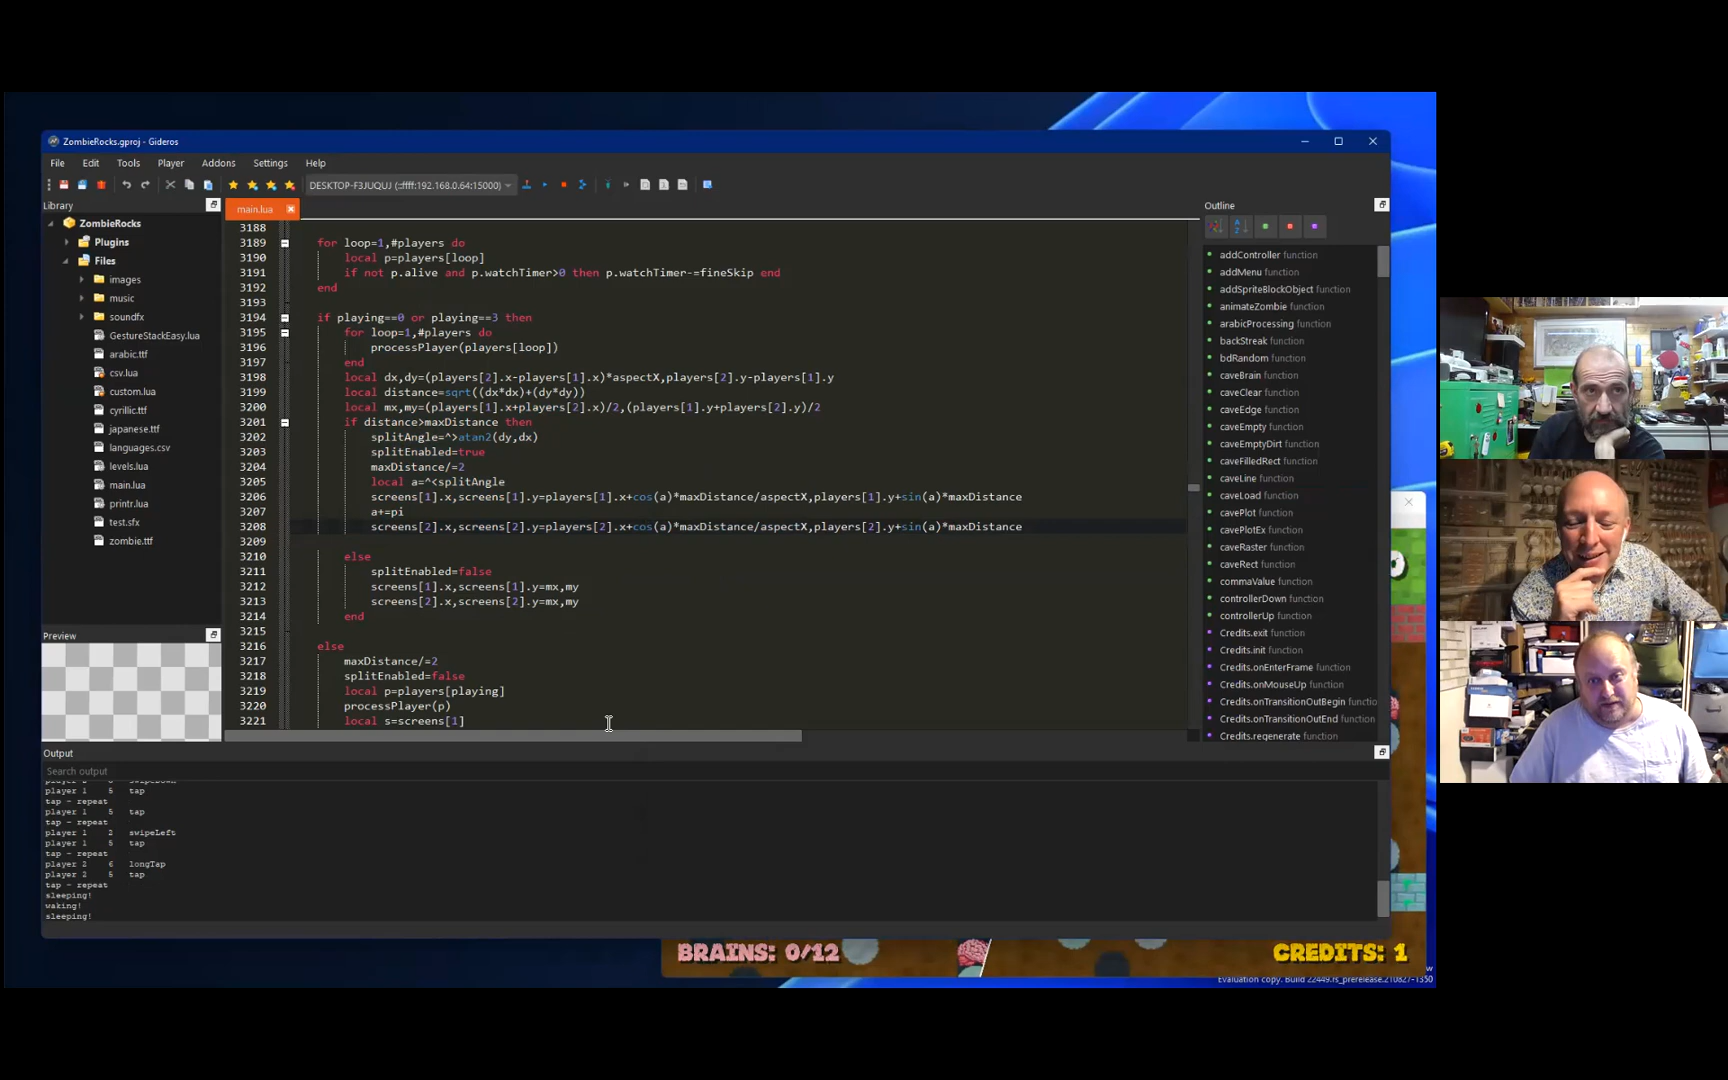 ZombieRocks.gproj - Gideros
File Edit Tools Player Addons Settings Help
DESKTOP-F3JUQUJ (::ffff:192.168.0.64:15000)
Library
main.lua
Outline
ZombieRocks
Plugins
Files
images
music
soundfx
GestureStackEasy.lua
arabic.ttf
csv.lua
custom.lua
cyrillic.ttf
japanese.ttf
languages.csv
levels.lua
main.lua
printr.lua
test.sfx
zombie.ttf
Preview
3188
3189 for loop=1,#players do
3190 local p=players[loop]
3191 if not p.alive and p.watchTimer>0 then p.watchTimer-=fineSkip end
3192 end
3193
3194 if playing==0 or playing==3 then
3195 for loop=1,#players do
3196 processPlayer(players[loop])
3197 end
3198 local dx,dy=(players[2].x-players[1].x)*aspectX,players[2].y-players[1].y
3199 local distance=sqrt((dx*dx)+(dy*dy))
3200 local mx,my=(players[1].x+players[2].x)/2,(players[1].y+players[2].y)/2
3201 if distance>maxDistance then
3202 splitAngle=^>atan2(dy,dx)
3203 splitEnabled=true
3204 maxDistance/=2
3205 local a=^<splitAngle
3206 screens[1].x,screens[1].y=players[1].x+cos(a)*maxDistance/aspectX,players[1].y+sin(a)*maxDistance
3207 a+=pi
3208 screens[2].x,screens[2].y=players[2].x+cos(a)*maxDistance/aspectX,players[2].y+sin(a)*maxDistance
3209
3210 else
3211 splitEnabled=false
3212 screens[1].x,screens[1].y=mx,my
3213 screens[2].x,screens[2].y=mx,my
3214 end
3215
3216 else
3217 maxDistance/=2
3218 splitEnabled=false
3219 local p=players[playing]
3220 processPlayer(p)
3221 local s=screens[1]
addController function
addMenu function
addSpriteBlockObject function
animateZombie function
arabicProcessing function
backStreak function
bdRandom function
caveBrain function
caveClear function
caveEdge function
caveEmpty function
caveEmptyDirt function
caveFilledRect function
caveLine function
caveLoad function
cavePlot function
cavePlotEx function
caveRaster function
caveRect function
commaValue function
controllerDown function
controllerUp function
Credits.exit function
Credits.init function
Credits.onEnterFrame function
Credits.onMouseUp function
Credits.onTransitionOutBegin function
Credits.onTransitionOutEnd function
Credits.regenerate function
Output
Search output
player 1 5 tap
tap - repeat
player 1 5 tap
tap - repeat
player 1 2 swipeLeft
player 1 5 tap
tap - repeat
player 2 6 longTap
player 2 5 tap
tap - repeat
sleeping!
waking!
sleeping!
BRAINS: 0/12
CREDITS: 1
Evaluation copy. Build 22449.rs_prerelease.210827-1350